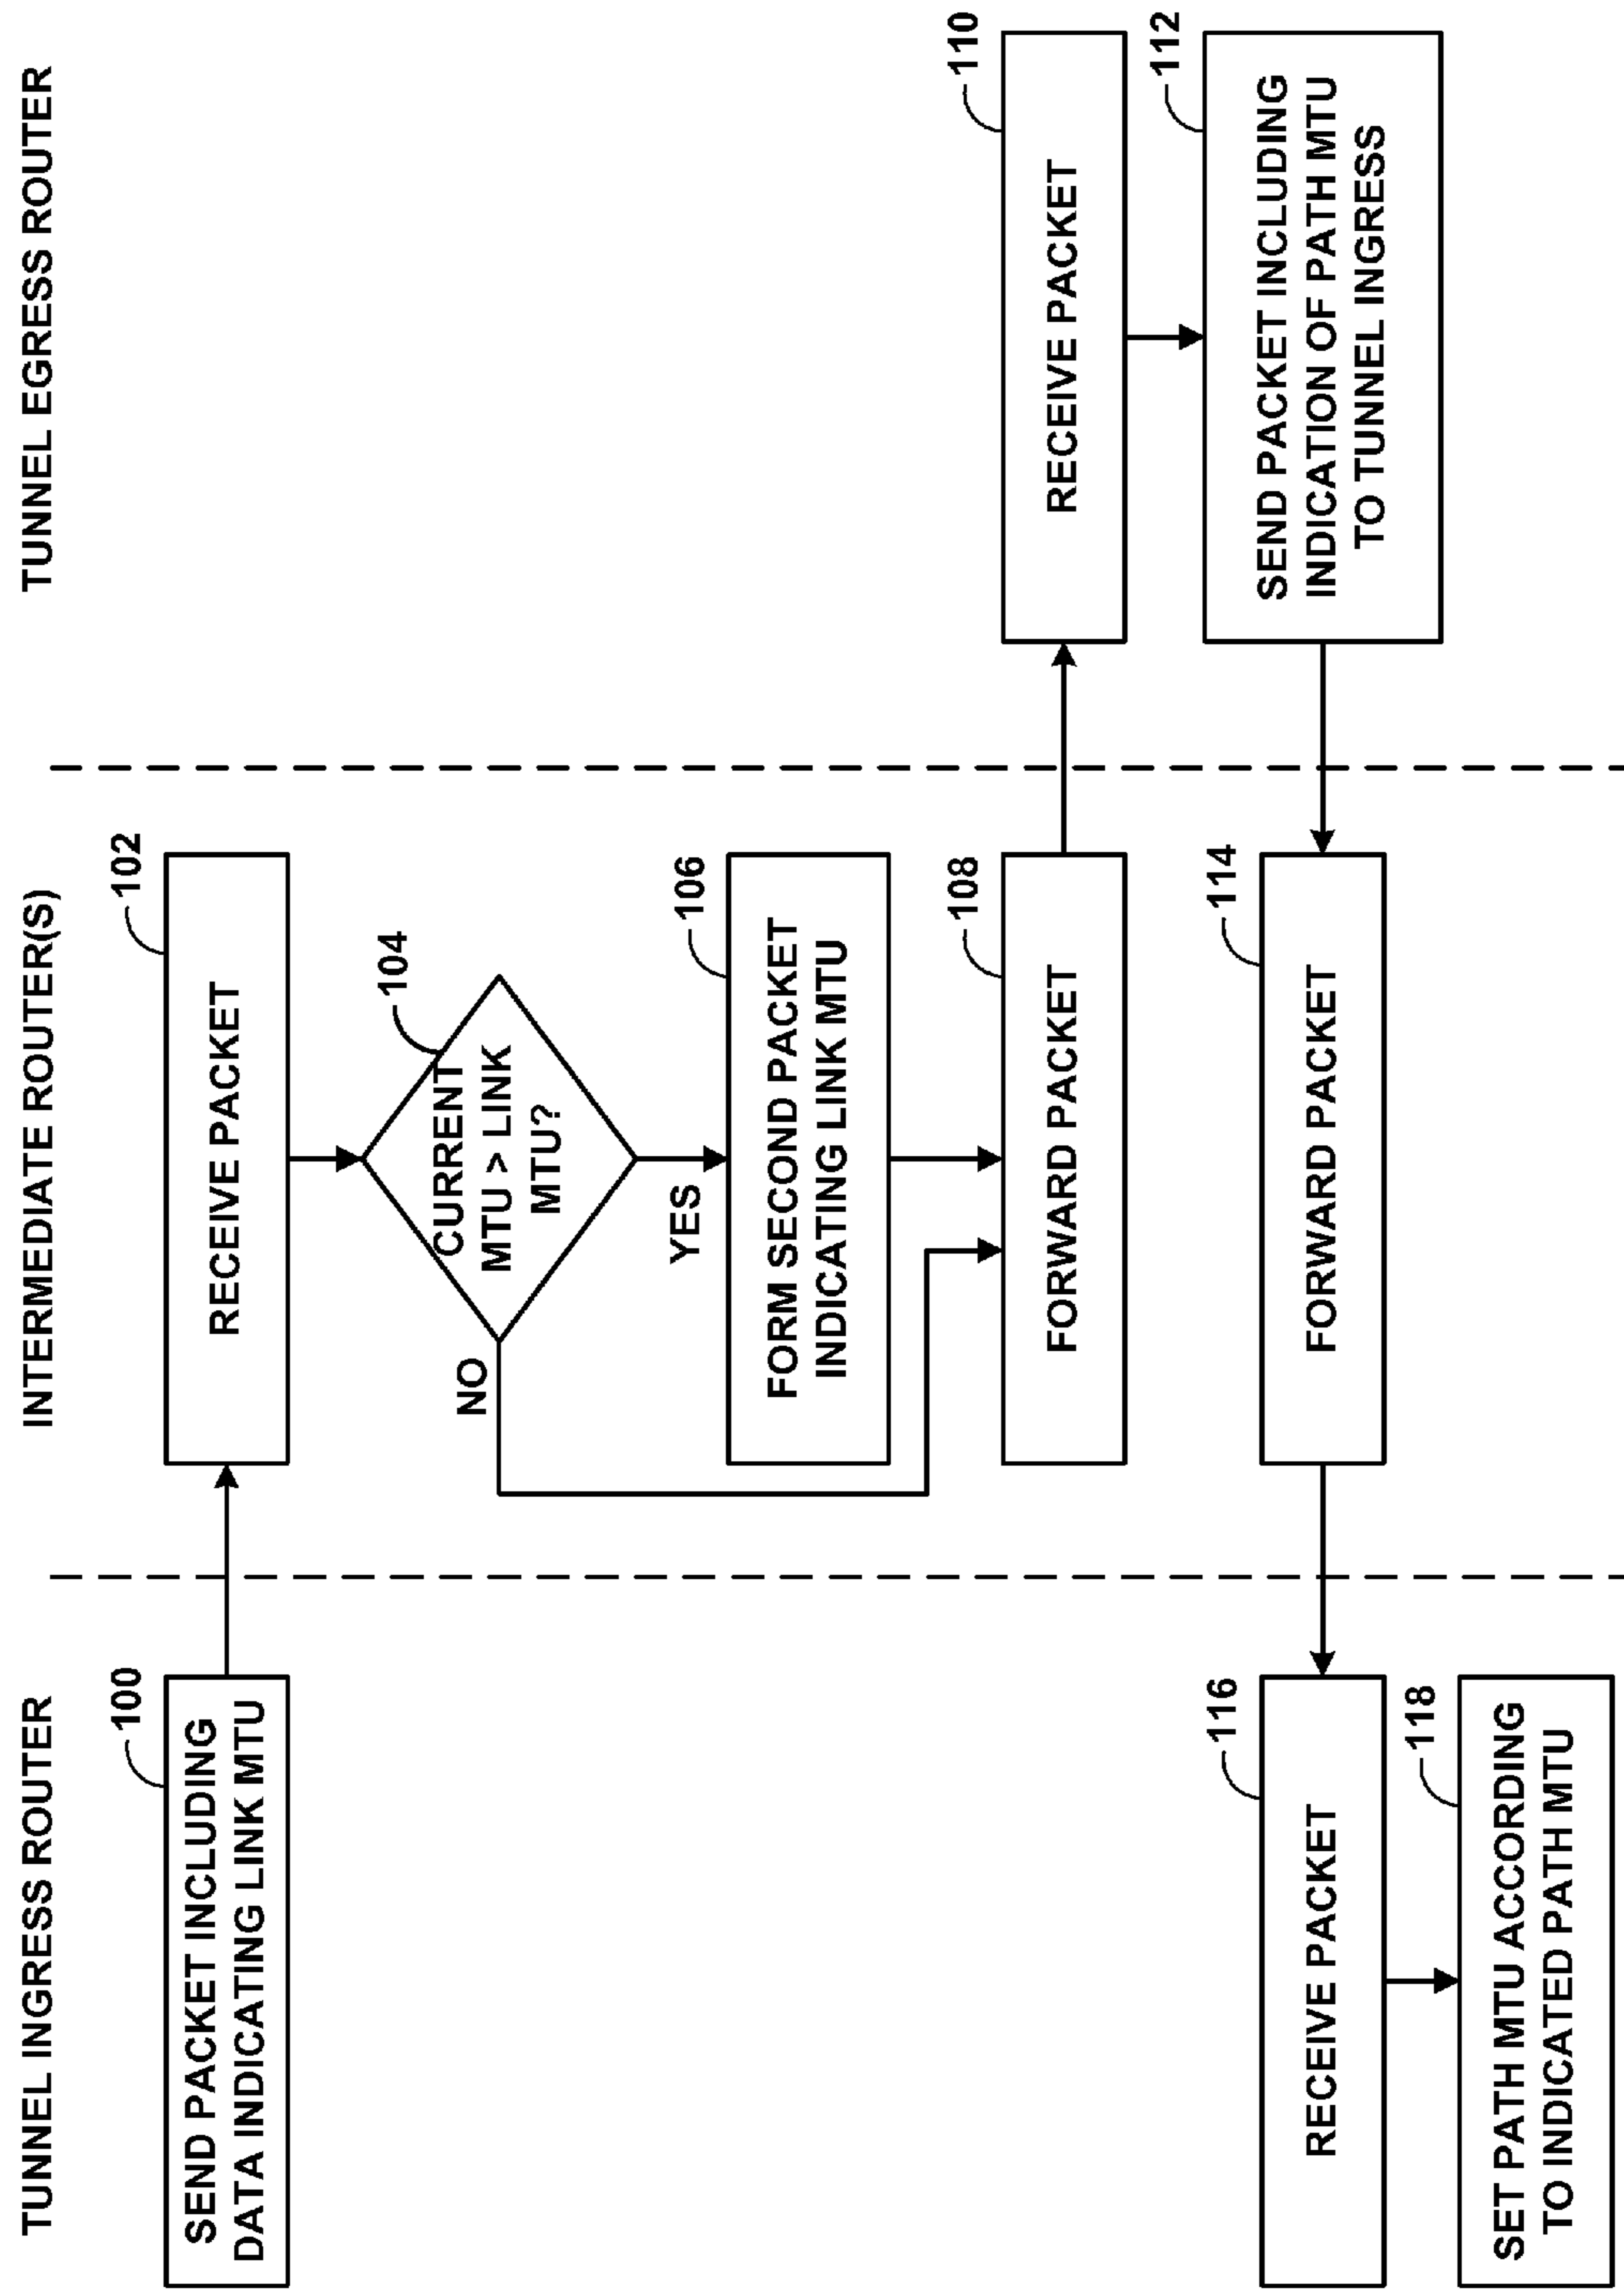 TUNNEL INGRESS ROUTER
INTERMEDIATE ROUTER(S)
TUNNEL EGRESS ROUTER
100
SEND PACKET INCLUDING
DATA INDICATING LINK MTU
102
RECEIVE PACKET
104
CURRENT
MTU > LINK
MTU?
NO
YES
106
FORM SECOND PACKET
INDICATING LINK MTU
108
FORWARD PACKET
110
RECEIVE PACKET
112
SEND PACKET INCLUDING
INDICATION OF PATH MTU
TO TUNNEL INGRESS
114
FORWARD PACKET
116
RECEIVE PACKET
118
SET PATH MTU ACCORDING
TO INDICATED PATH MTU